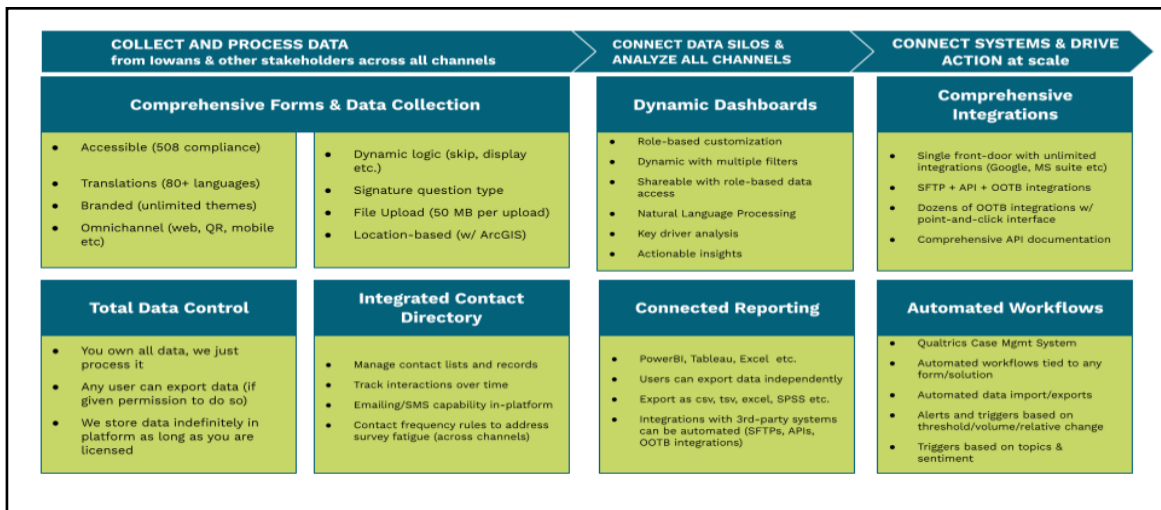 COLLECT AND PROCESS DATA
from Iowans & other stakeholders across all channels
CONNECT DATA SILOS &
ANALYZE ALL CHANNELS
CONNECT SYSTEMS & DRIVE
ACTION at scale
Comprehensive Forms & Data Collection
• Accessible (508 compliance)
• Translations (80+ languages)
• Branded (unlimited themes)
• Omnichannel (web, QR, mobile
etc)
• Dynamic logic (skip, display
etc.)
• Signature question type
• File Upload (50 MB per upload)
• Location-based (w/ ArcGIS)
Dynamic Dashboards
• Role-based customization
• Dynamic with multiple filters
• Shareable with role-based data
access
• Natural Language Processing
• Key driver analysis
• Actionable insights
Comprehensive
Integrations
• Single front-door with unlimited
integrations (Google, MS suite etc)
• SFTP + API + OOTB integrations
• Dozens of OOTB integrations w/
point-and-click interface
• Comprehensive API documentation
Total Data Control
• You own all data, we just
process it
• Any user can export data (if
given permission to do so)
• We store data indefinitely in
platform as long as you are
licensed
Integrated Contact
Directory
• Manage contact lists and records
• Track interactions over time
• Emailing/SMS capability in-platform
• Contact frequency rules to address
survey fatigue (across channels)
Connected Reporting
• PowerBI, Tableau, Excel etc.
• Users can export data independently
• Export as csv, tsv, excel, SPSS etc.
• Integrations with 3rd-party systems
can be automated (SFTPs, APIs,
OOTB integrations)
Automated Workflows
• Qualtrics Case Mgmt System
• Automated workflows tied to any
form/solution
• Automated data import/exports
• Alerts and triggers based on
threshold/volume/relative change
• Triggers based on topics &
sentiment